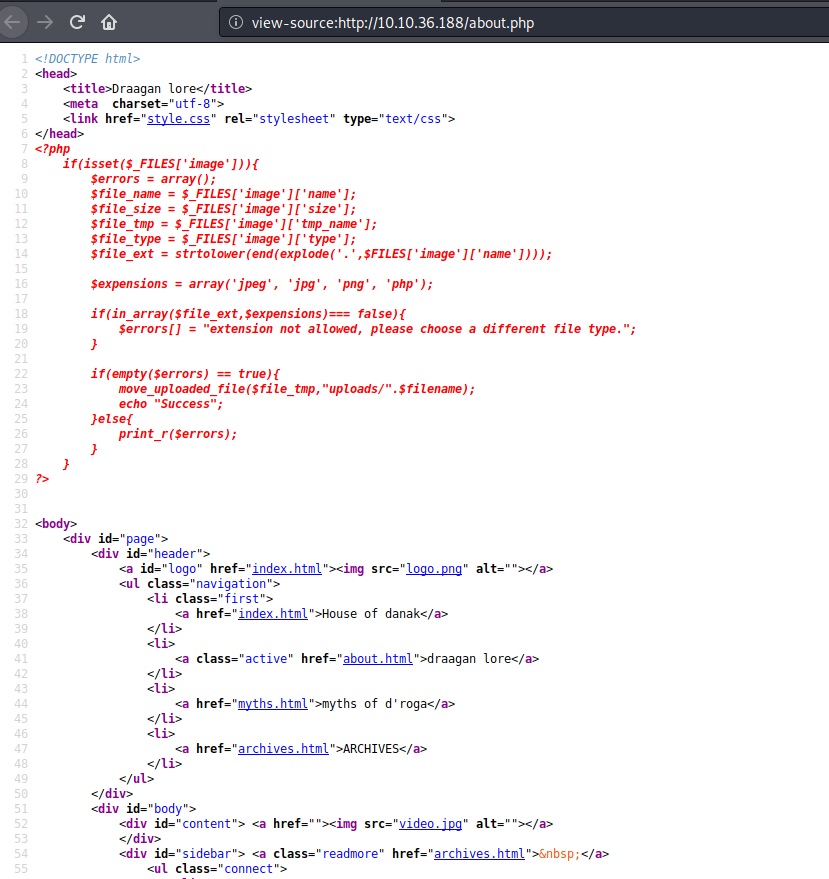 view-source:http://10.10.36.188/about.php
1 <!DOCTYPE html>
2 <head>
3 <title>Draagan lore</title>
4 <meta charset="utf-8">
5 <link href="style.css" rel="stylesheet" type="text/css">
6 </head>
7 <?php
8 if(isset($_FILES['image'])){
9 $errors = array();
10 $file_name = $_FILES['image']['name'];
11 $file_size = $_FILES['image']['size'];
12 $file_tmp = $_FILES['image']['tmp_name'];
13 $file_type = $_FILES['image']['type'];
14 $file_ext = strtolower(end(explode('.',$FILES['image']['name'])));
15
16 $expensions = array('jpeg', 'jpg', 'png', 'php');
17
18 if(in_array($file_ext,$expensions)=== false){
19 $errors[] = "extension not allowed, please choose a different file type.";
20 }
21
22 if(empty($errors) == true){
23 move_uploaded_file($file_tmp,"uploads/".$filename);
24 echo "Success";
25 }else{
26 print_r($errors);
27 }
28 }
29 ?>
30
31
32 <body>
33 <div id="page">
34 <div id="header">
35 <a id="logo" href="index.html"><img src="logo.png" alt=""></a>
36 <ul class="navigation">
37 <li class="first">
38 <a href="index.html">House of danak</a>
39 </li>
40 <li>
41 <a class="active" href="about.html">draagan lore</a>
42 </li>
43 <li>
44 <a href="myths.html">myths of d'roga</a>
45 </li>
46 <li>
47 <a href="archives.html">ARCHIVES</a>
48 </li>
49 </ul>
50 </div>
51 <div id="body">
52 <div id="content"> <a href=""><img src="video.jpg" alt=""></a>
53 </div>
54 <div id="sidebar"> <a class="readmore" href="archives.html">&nbsp;</a>
55 <ul class="connect">